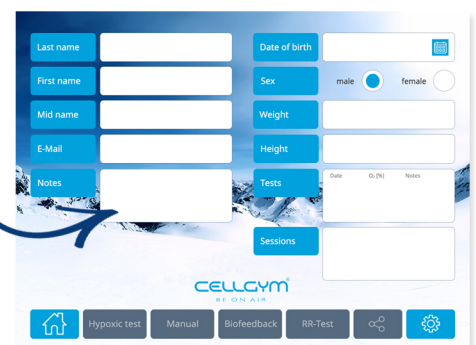 Last name
Date of birth
First name
Sex
male
female
Mid name
Weight
E-Mail
Height
Notes
Tests
Date O₂ [%] Notes
Sessions
CELLGYM®
BE ON AIR
Hypoxic test
Manual
Biofeedback
RR-Test